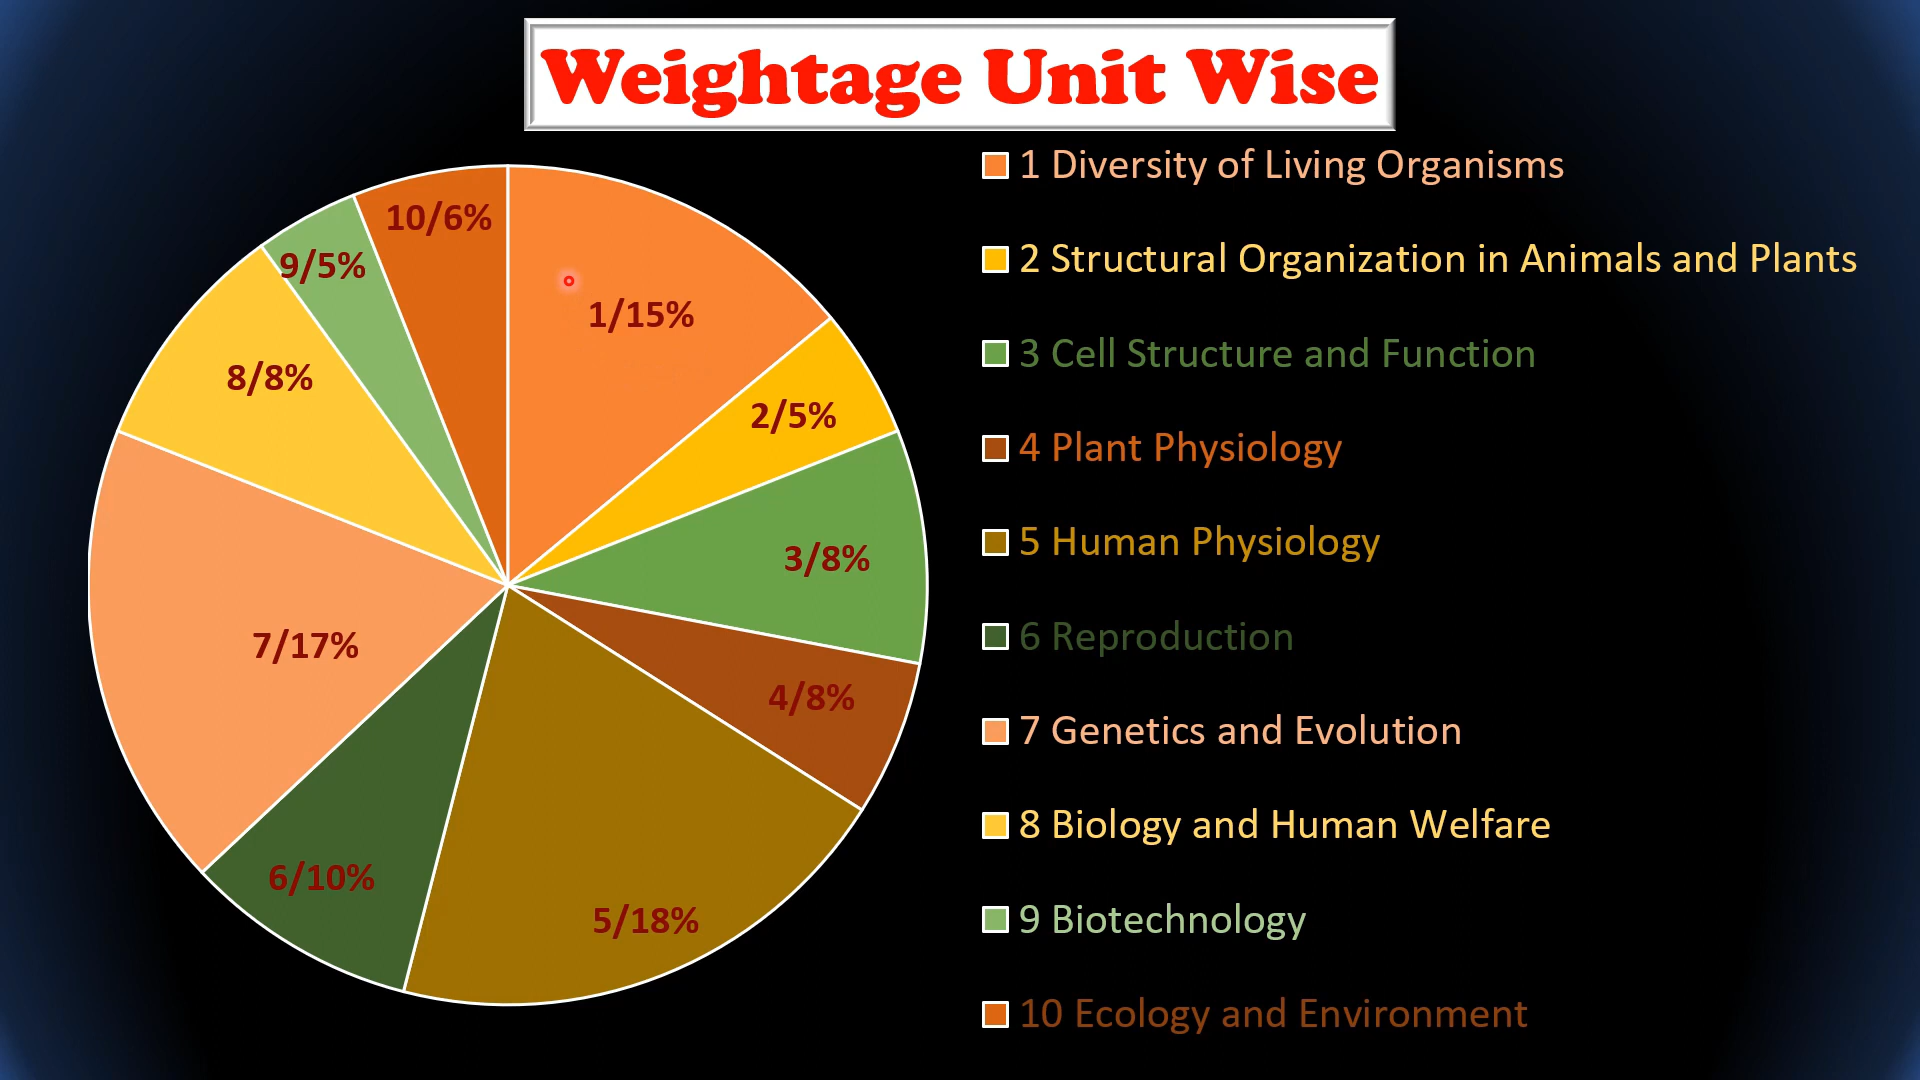 Weightage Unit Wise
1 Diversity of Living Organisms
2 Structural Organization in Animals and Plants
3 Cell Structure and Function
4 Plant Physiology
5 Human Physiology
6 Reproduction
7 Genetics and Evolution
8 Biology and Human Welfare
9 Biotechnology
10 Ecology and Environment
1/15%
2/5%
3/8%
4/8%
5/18%
6/10%
7/17%
8/8%
9/5%
10/6%